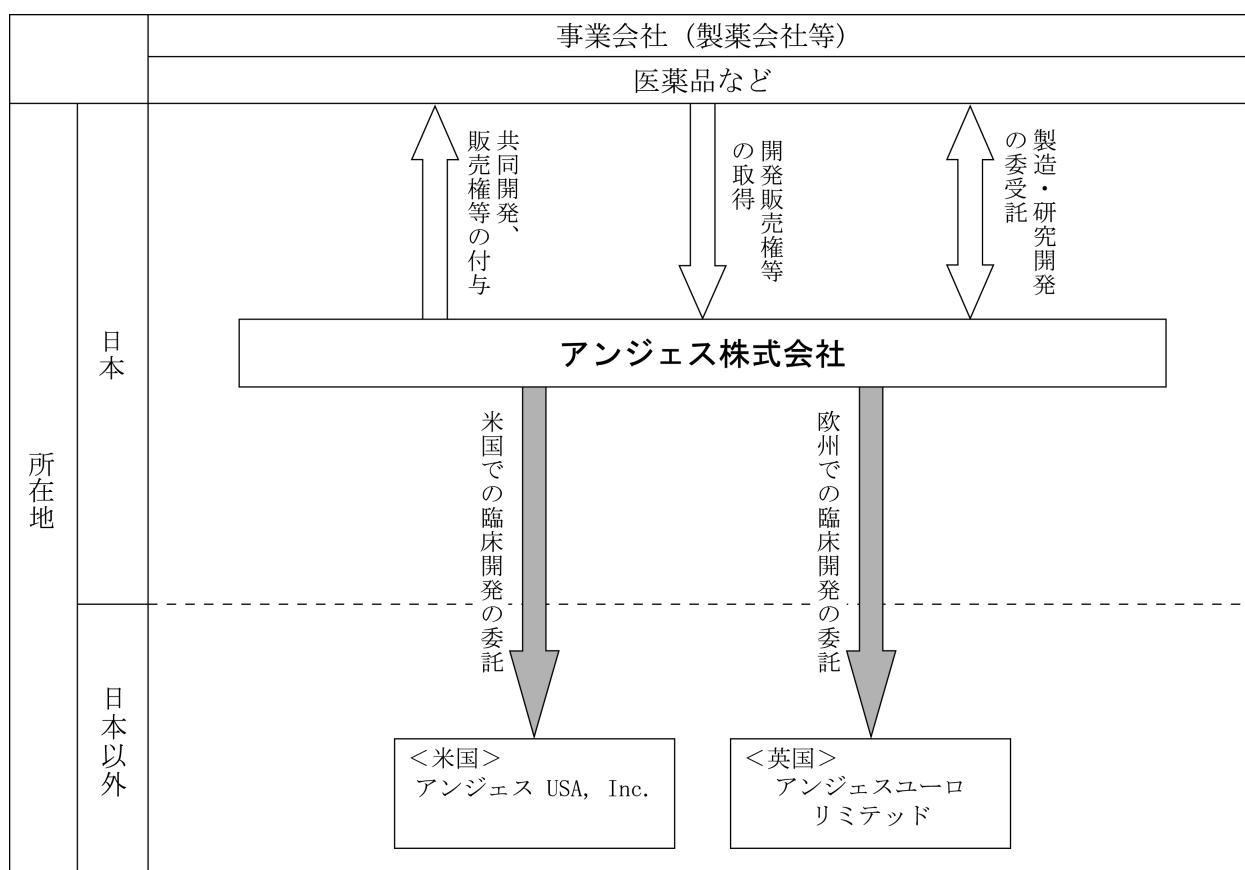 事業会社（製薬会社等）
医薬品など
所在地
日本
共同開発、
販売権等の付与
開発販売権等
の取得
製造・研究開発
の委受託
アンジェス株式会社
米国での臨床開発の委託
欧州での臨床開発の委託
日本以外
＜米国＞
アンジェス USA, Inc.
＜英国＞
アンジェスユーロ
リミテッド